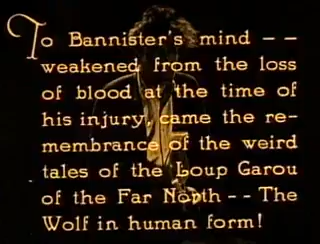 To Bannister's mind --
weakened from the loss
of blood at the time of
his injury, came the re-
membrance of the weird
tales of the Loup Garou
of the Far North -- The
Wolf in human form!